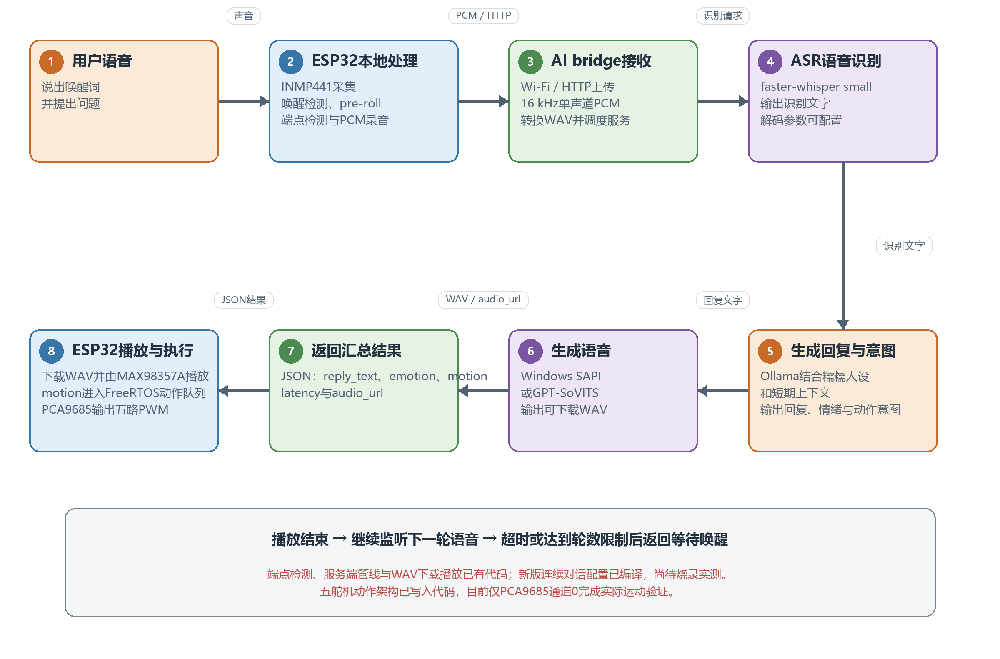 声音
PCM / HTTP
识别请求
1
用户语音
说出唤醒词
并提出问题
2
ESP32本地处理
INMP441采集
唤醒检测、pre-roll
端点检测与PCM录音
3
AI bridge接收
Wi-Fi / HTTP上传
16 kHz单声道PCM
转换WAV并调度服务
4
ASR语音识别
faster-whisper small
输出识别文字
解码参数可配置
识别文字
JSON结果
WAV / audio_url
回复文字
8
ESP32播放与执行
下载WAV并由MAX98357A播放
motion进入FreeRTOS动作队列
PCA9685输出五路PWM
7
返回汇总结果
JSON：reply_text、emotion、motion
latency与audio_url
6
生成语音
Windows SAPI
或GPT-SoVITS
输出可下载WAV
5
生成回复与意图
Ollama结合糯糯人设
和短期上下文
输出回复、情绪与动作意图
播放结束 → 继续监听下一轮语音 → 超时或达到轮数限制后返回等待唤醒
端点检测、服务端管线与WAV下载播放已有代码；新版连续对话配置已编译，尚待烧录实测。
五舵机动作架构已写入代码，目前仅PCA9685通道0完成实际运动验证。